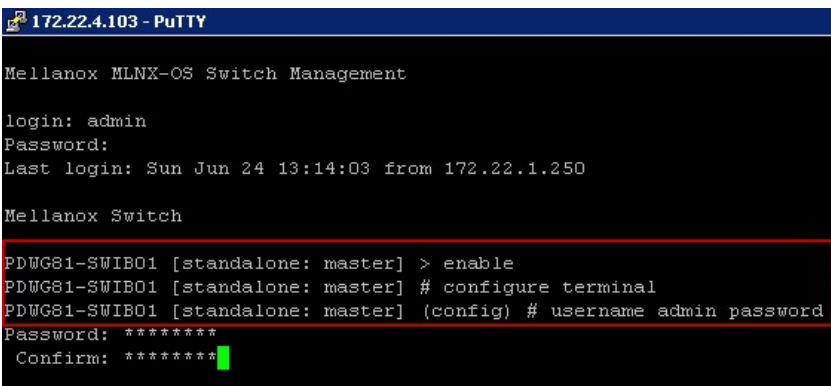 172.22.4.103 - PuTTY
Mellanox MLNX-OS Switch Management
login: admin
Password:
Last login: Sun Jun 24 13:14:03 from 172.22.1.250
Mellanox Switch
PDWG81-SWIB01 [standalone: master] > enable
PDWG81-SWIB01 [standalone: master] # configure terminal
PDWG81-SWIB01 [standalone: master] (config) # username admin password
Password: ********
Confirm: ********